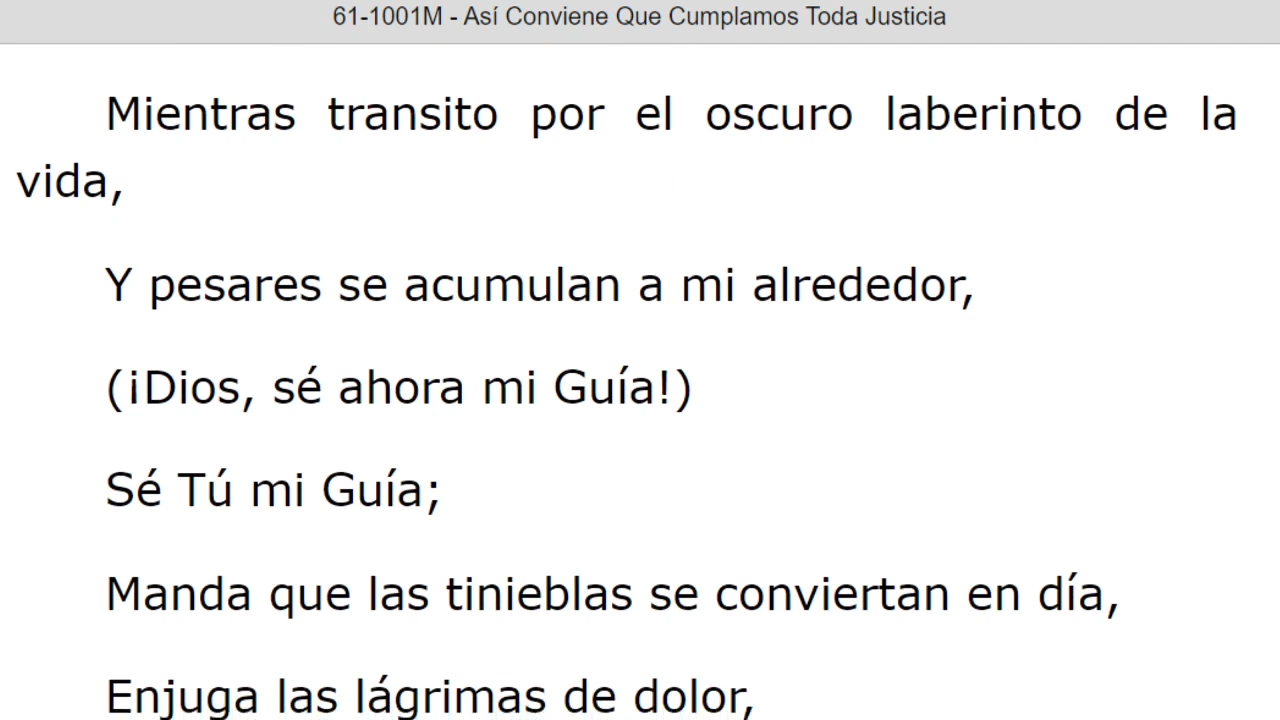 61-1001M - Así Conviene Que Cumplamos Toda Justicia
Mientras transito por el oscuro laberinto de la
vida,
Y pesares se acumulan a mi alrededor,
(¡Dios, sé ahora mi Guía!)
Sé Tú mi Guía;
Manda que las tinieblas se conviertan en día,
Enjuga las lágrimas de dolor,